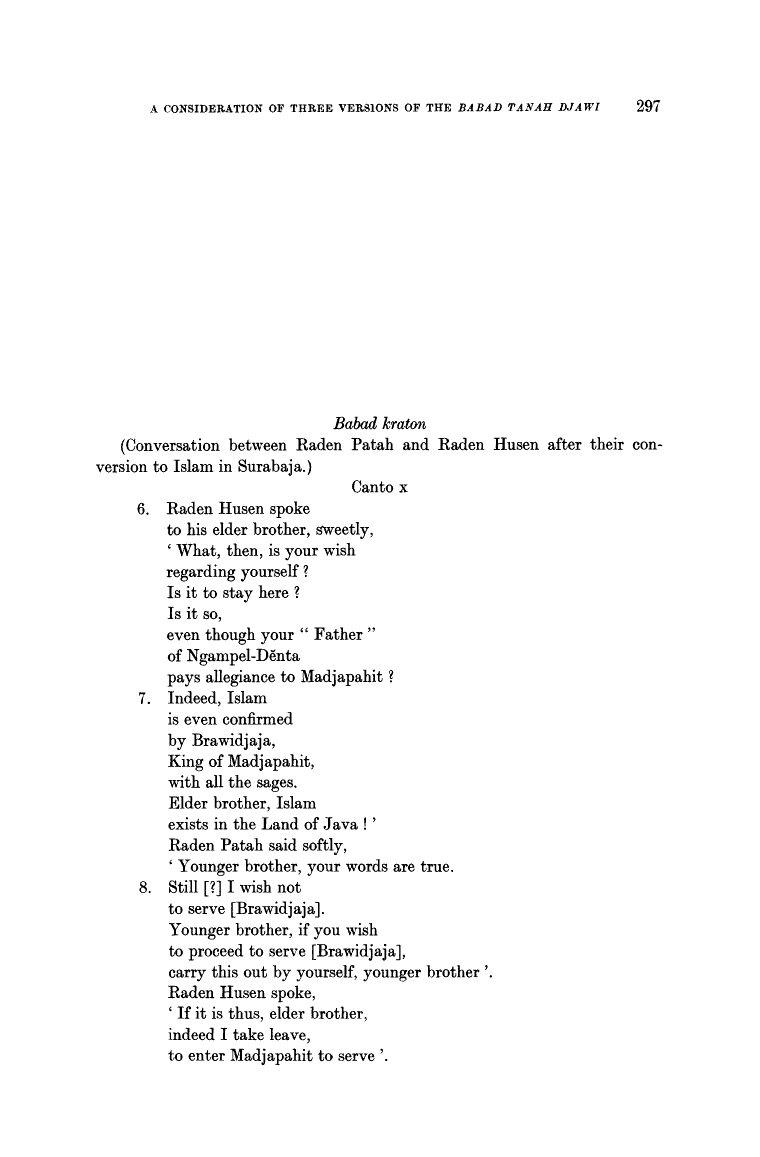 A CONSIDERATION OF THREE VERSIONS OF THE BABAD TANAH DJAWI 297
Babad kraton
(Conversation between Raden Patah and Raden Husen after their con-
version to Islam in Surabaja.)
Canto x
6. Raden Husen spoke
to his elder brother, sweetly,
‘ What, then, is your wish
regarding yourself ?
Is it to stay here ?
Is it so,
even though your “ Father ”
of Ngampel-Děnta
pays allegiance to Madjapahit ?
7. Indeed, Islam
is even confirmed
by Brawidjaja,
King of Madjapahit,
with all the sages.
Elder brother, Islam
exists in the Land of Java ! ’
Raden Patah said softly,
‘ Younger brother, your words are true.
8. Still [?] I wish not
to serve [Brawidjaja].
Younger brother, if you wish
to proceed to serve [Brawidjaja],
carry this out by yourself, younger brother ’.
Raden Husen spoke,
‘ If it is thus, elder brother,
indeed I take leave,
to enter Madjapahit to serve ’.